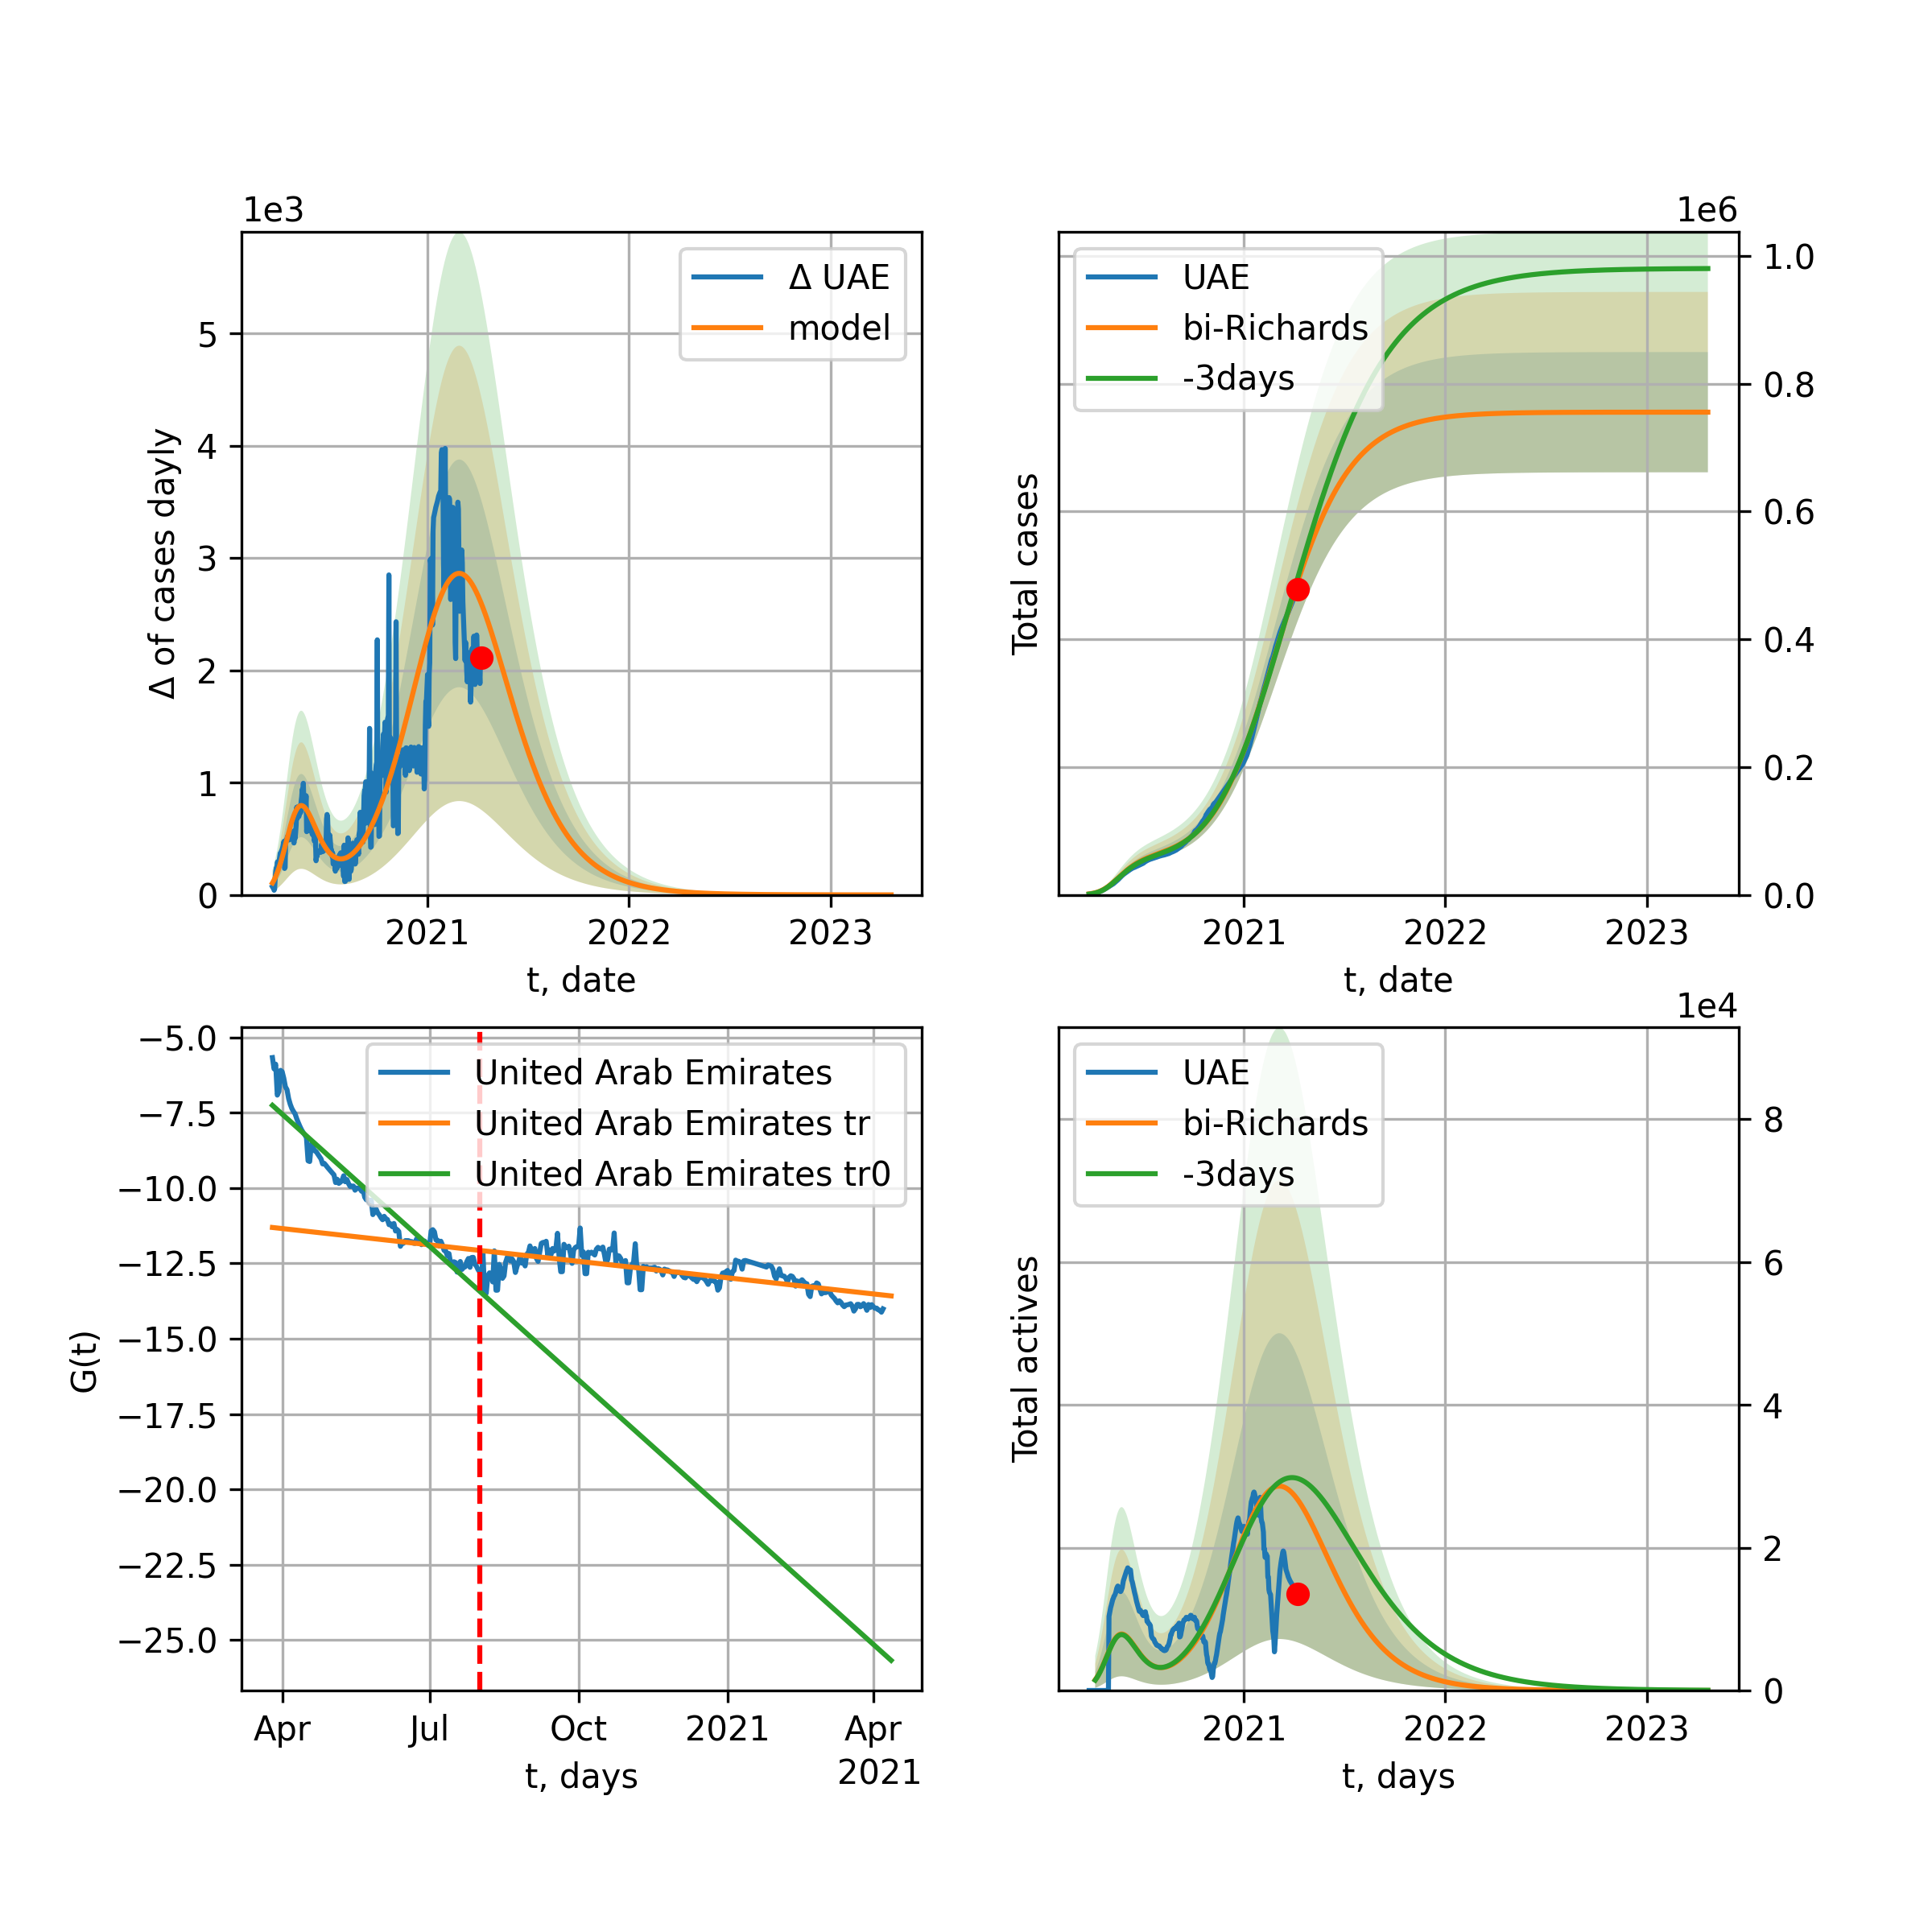 1e3
Δ UAE
model
5
4
3
2
1
0
Δ of cases dayly
2021 2022 2023
t, date
1e6
UAE
bi-Richards
-3days
1.0
0.8
0.6
0.4
0.2
0.0
Total cases
2021 2022 2023
t, date
United Arab Emirates
United Arab Emirates tr
United Arab Emirates tr0
−5.0
−7.5
−10.0
−12.5
−15.0
−17.5
−20.0
−22.5
−25.0
G(t)
Apr Jul Oct 2021 Apr
2021
t, days
1e4
UAE
bi-Richards
-3days
8
6
4
2
0
Total actives
2021 2022 2023
t, days